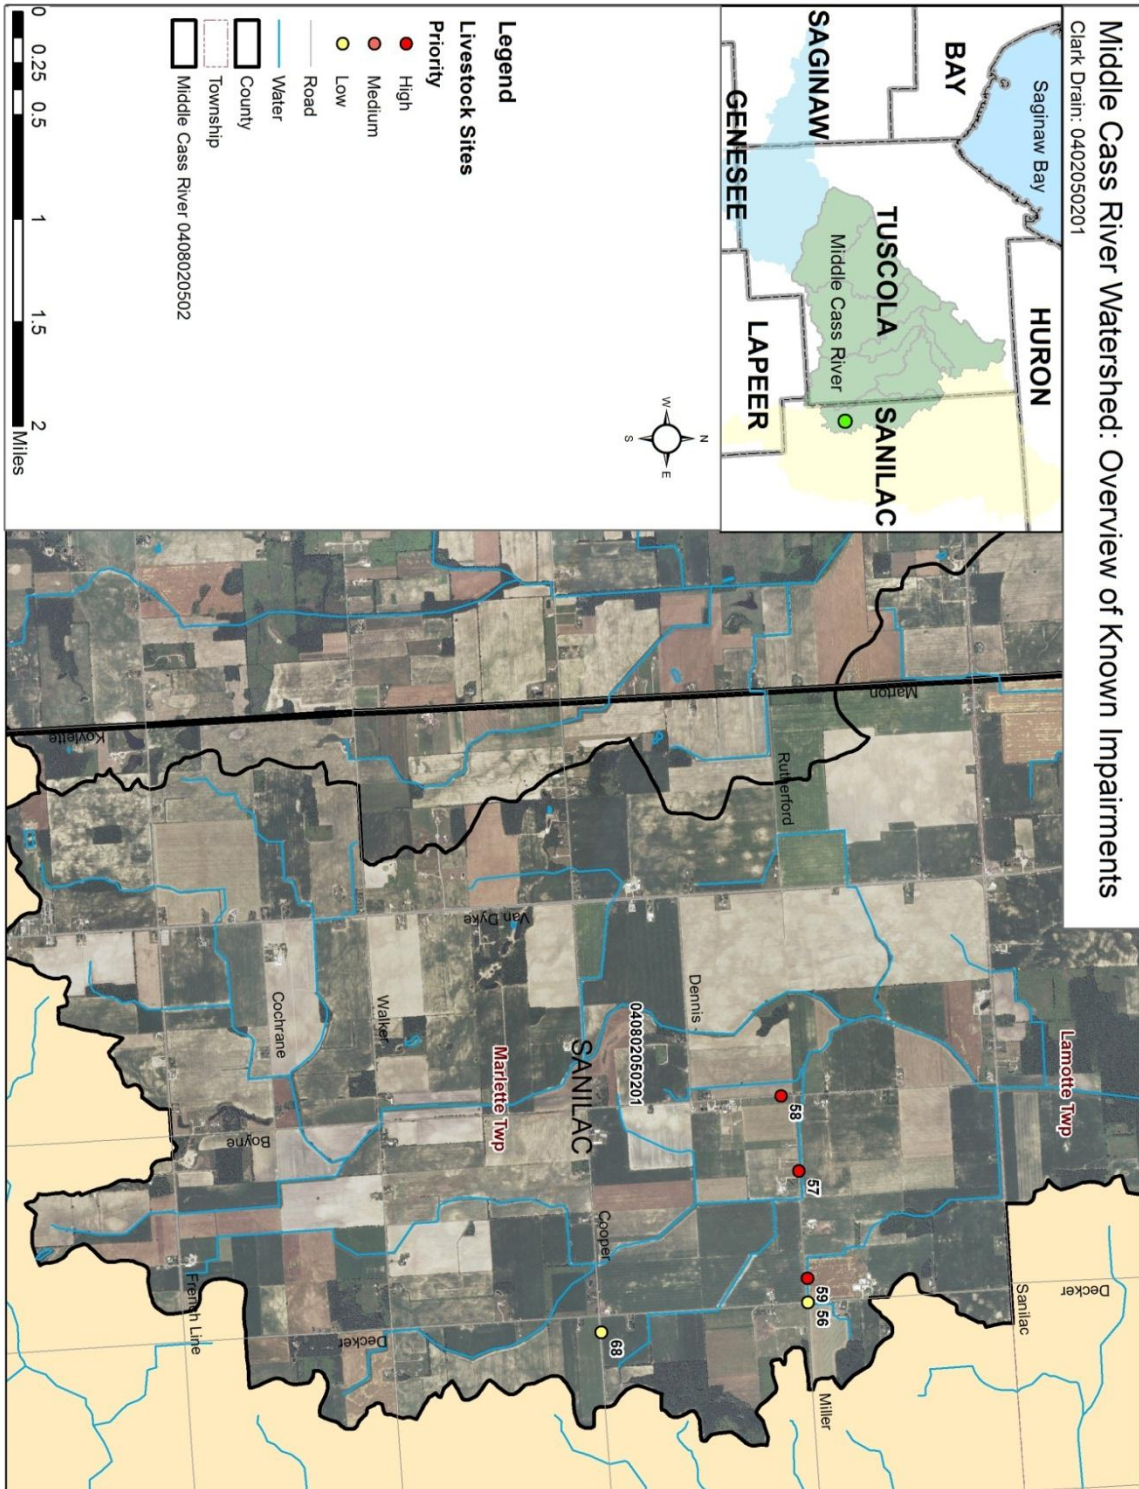 Middle Cass River Watershed: Overview of Known Impairments
Clark Drain: 0402050201
Saginaw Bay
HURON
BAY
TUSCOLA
SANILAC
SAGINAW
Middle Cass River
LAPEER
GENESEE
N
W
E
S
Legend
Livestock Sites
Priority
High
Medium
Low
Road
Water
County
Township
Middle Cass River 0408020502
0 0.25 0.5 1 1.5 2
Miles
Lamotte Twp
Decker
Sanilac
Marton
Rutherford
Miller
58
57
59
56
Dennis
040802050201
SANILAC
Cooper
68
Van Dyke
Marlette Twp
Walker
Decker
Cochrane
Boyne
French Line
Kovlette